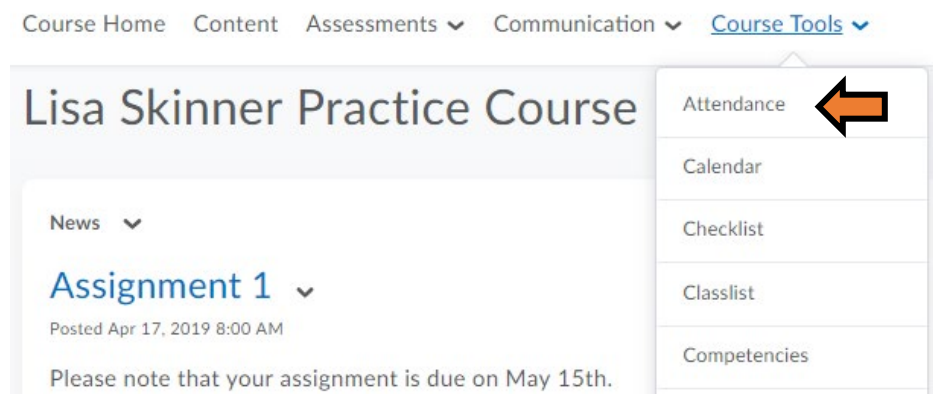 Course Home Content Assessments Communication Course Tools
Lisa Skinner Practice Course
News
Assignment 1
Posted Apr 17, 2019 8:00 AM
Please note that your assignment is due on May 15th.
Attendance
Calendar
Checklist
Classlist
Competencies